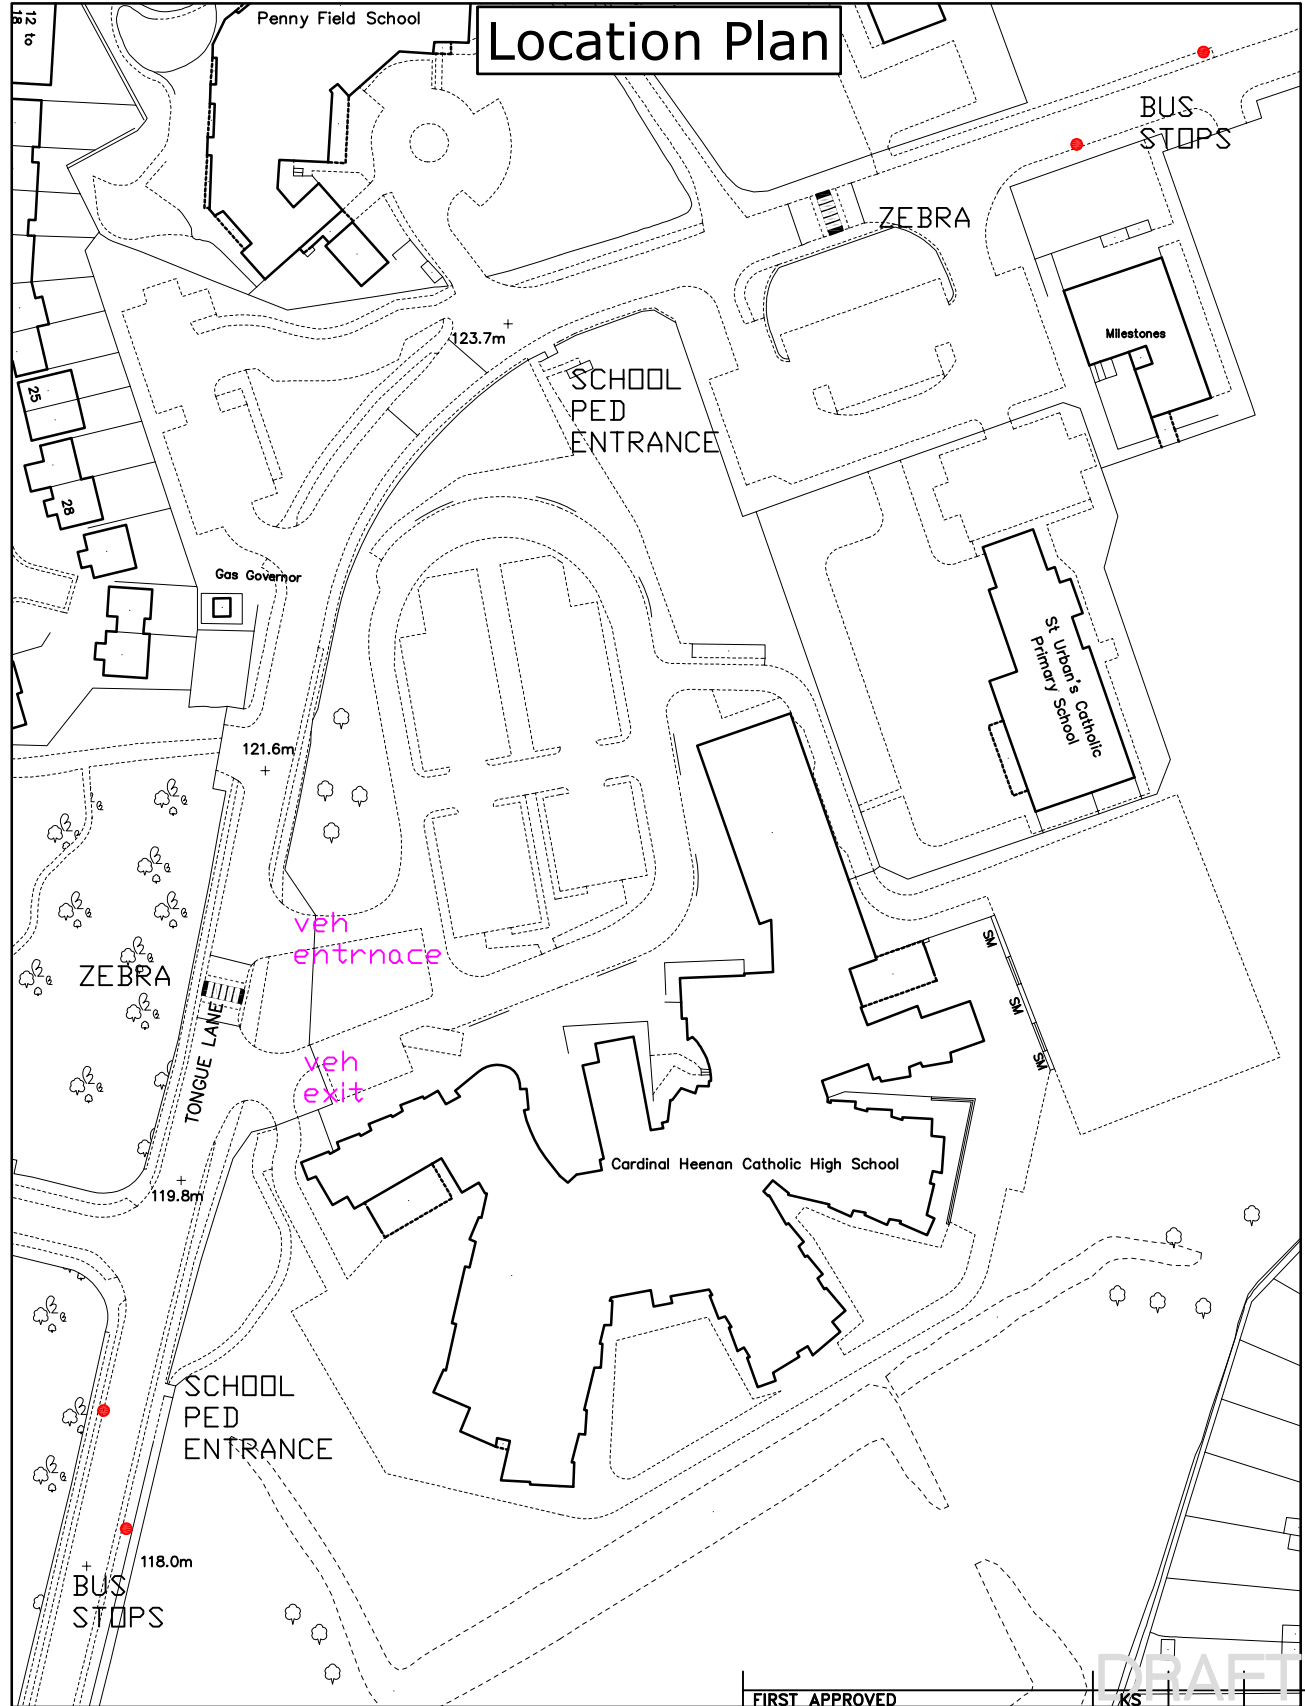 Location Plan
Penny Field School
12 to
18
BUS
STOPS
ZEBRA
123.7m
Milestones
SCHOOL
PED
ENTRANCE
25
28
Gas Governor
St Urban's Catholic
Primary School
121.6m
veh
entrnace
SM
SM
SM
ZEBRA
TONGUE LANE
veh
exit
Cardinal Heenan Catholic High School
119.8m
SCHOOL
PED
ENTRANCE
118.0m
BUS
STOPS
DRAFT
FIRST APPROVED
KS